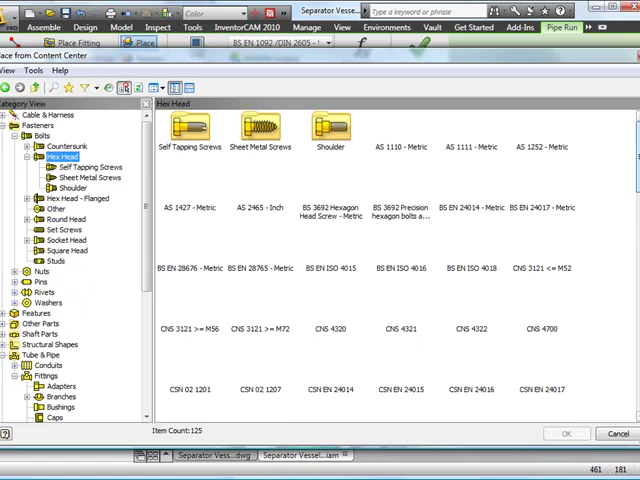 PRO
Color
Separator Vesse...
Type a keyword or phrase
Assemble Design Model Inspect Tools InventorCAM 2010 Manage View Environments Vault Get Started Add-Ins Pipe Run
Place Fitting Place BS EN 1092 /DIN 2605 -
lace from Content Center
View Tools Help
Category View
Cable & Harness
Fasteners
Bolts
Countersunk
Hex Head
Self Tapping Screws
Sheet Metal Screws
Shoulder
Hex Head - Flanged
Other
Round Head
Set Screws
Socket Head
Square Head
Studs
Nuts
Pins
Rivets
Washers
Features
Other Parts
Shaft Parts
Structural Shapes
Tube & Pipe
Conduits
Fittings
Adapters
Branches
Bushings
Caps
Hex Head
Self Tapping Screws Sheet Metal Screws Shoulder AS 1110 - Metric AS 1111 - Metric AS 1252 - Metric
AS 1427 - Metric AS 2465 - Inch BS 3692 Hexagon Head Screw - Metric BS 3692 Precision hexagon bolts a... BS EN 24014 - Metric BS EN 24017 - Metric
BS EN 28676 - Metric BS EN 28765 - Metric BS EN ISO 4015 BS EN ISO 4016 BS EN ISO 4018 CNS 3121 <= M52
CNS 3121 >= M56 CNS 3121 >= M72 CNS 4320 CNS 4321 CNS 4322 CNS 4700
CSN 02 1201 CSN 02 1207 CSN EN 24014 CSN EN 24015 CSN EN 24016 CSN EN 24017
Item Count:125
OK Cancel
Separator Vess...dwg Separator Vessel...iam
461 181